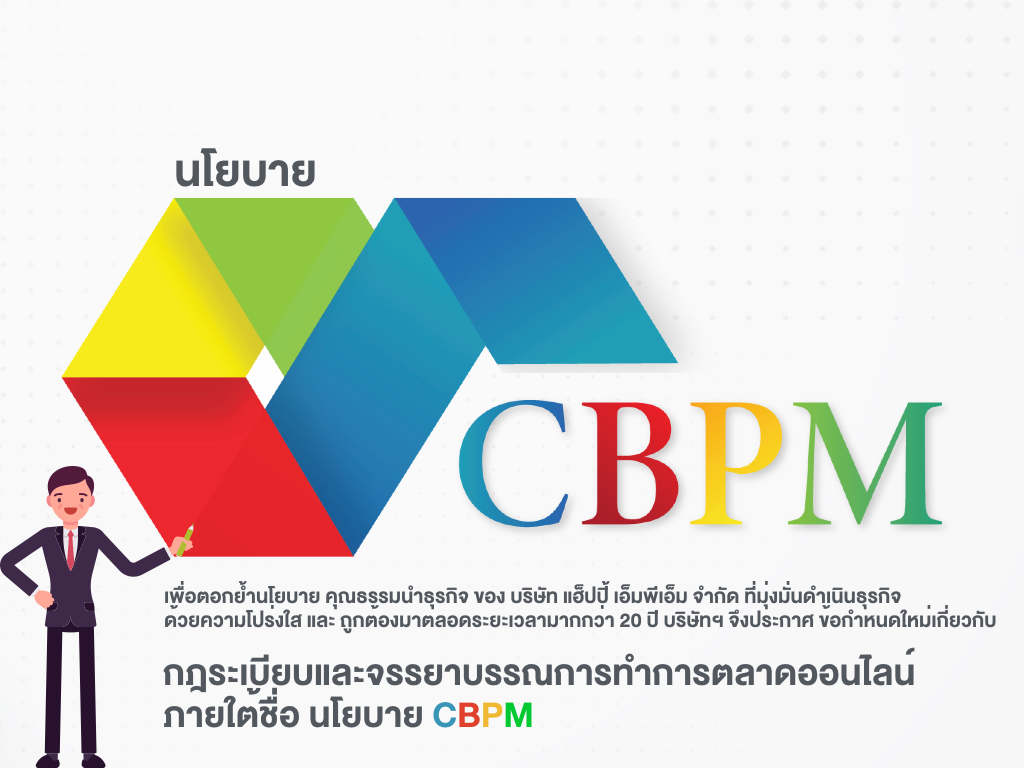 นโยบาย
CBPM
เพื่อตอกย้ำนโยบาย คุณธรรมนำธุรกิจ ของ บริษัท แฮ็ปปี้ เอ็มพีเอ็ม จำกัด ที่มุ่งมั่นดำเนินธุรกิจ
ด้วยความโปร่งใส และ ถูกต้องมาตลอดระยะเวลามากกว่า 20 ปี บริษัทฯ จึงประกาศ ข้อกำหนดใหม่เกี่ยวกับ
กฎระเบียบและจรรยาบรรณการทำการตลาดออนไลน์
ภายใต้ชื่อ นโยบาย CBPM